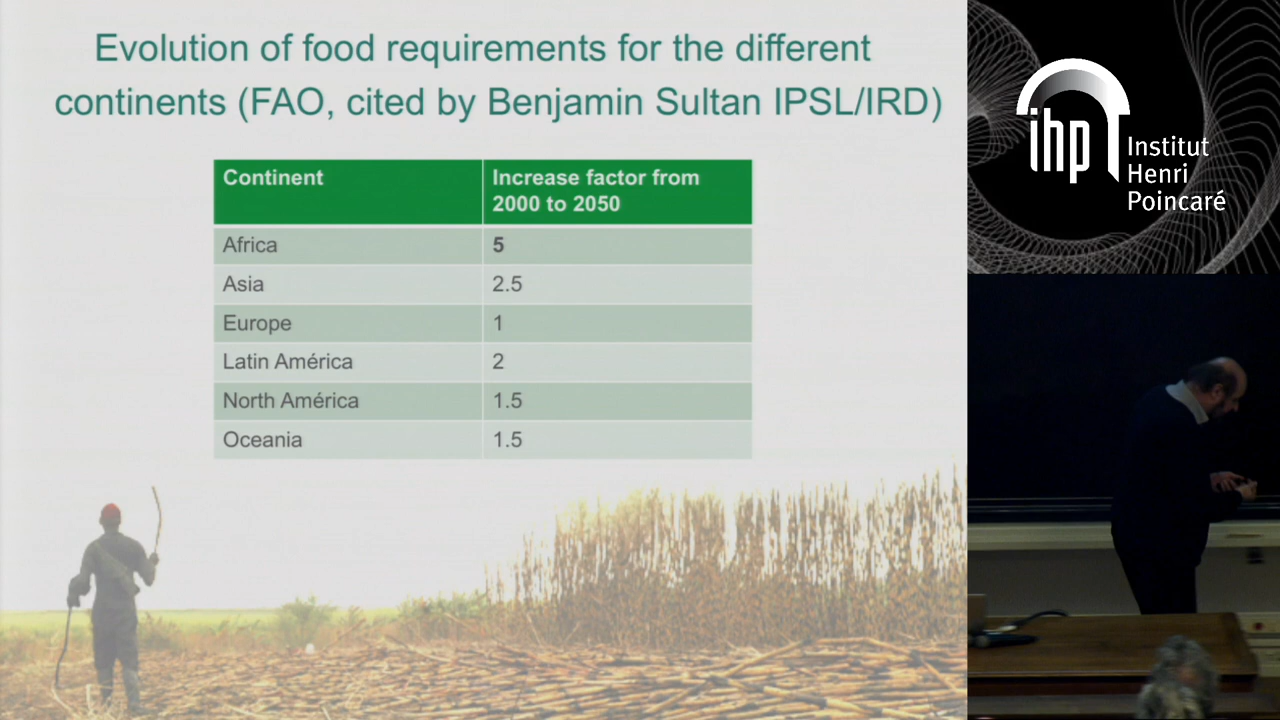 Evolution of food requirements for the different
continents (FAO, cited by Benjamin Sultan IPSL/IRD)
Continent
Increase factor from
2000 to 2050
Africa
5
Asia
2.5
Europe
1
Latin América
2
North América
1.5
Oceania
1.5
ihp
Institut
Henri
Poincaré